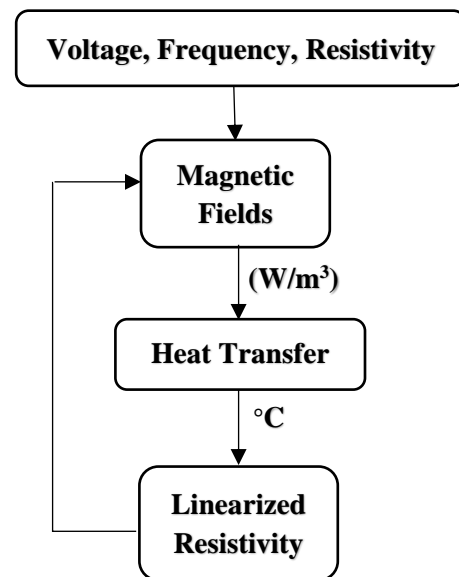 Voltage, Frequency, Resistivity
Magnetic
Fields
(W/m³)
Heat Transfer
°C
Linearized
Resistivity